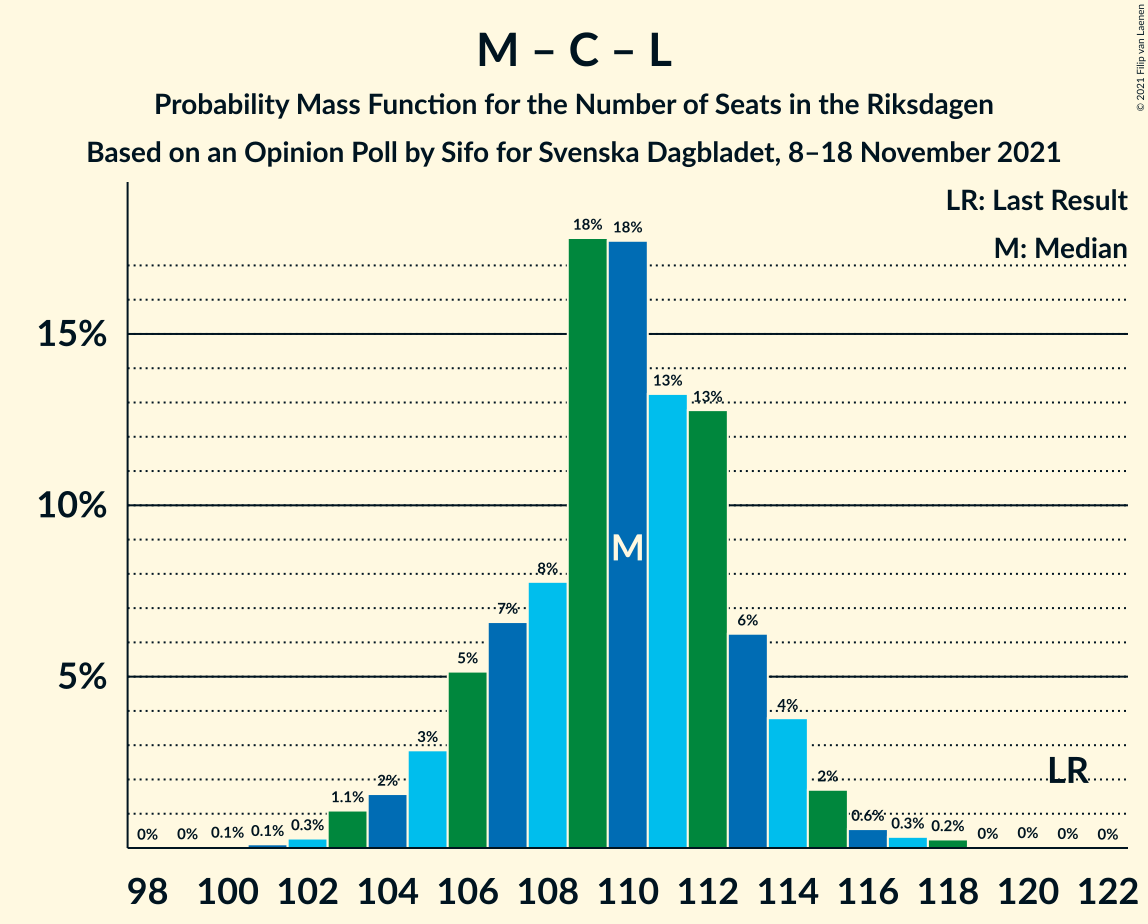 M – C – L
Probability Mass Function for the Number of Seats in the Riksdagen
Based on an Opinion Poll by Sifo for Svenska Dagbladet, 8–18 November 2021
© 2021 Filip van Laenen
LR: Last Result
M: Median
15%
10%
5%
0% 0% 0.1% 0.1% 0.3% 1.1% 2% 3% 5% 7% 8% 18% 18% 13% 13% 6% 4% 2% 0.6% 0.3% 0.2% 0% 0% 0% 0%
M
LR
98 100 102 104 106 108 110 112 114 116 118 120 122